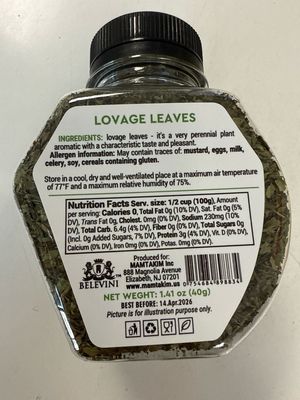 LOVAGE LEAVES
INGREDIENTS: lovage leaves - it's a very perennial plant
aromatic with a characteristic taste and pleasant.
Allergen information: May contain traces of: mustard, eggs, milk,
celery, soy, cereals containing gluten.
Store in a cool, dry and well-ventilated place at a maximum air temperature
of 77°F and a maximum relative humidity of 75%.
Nutrition Facts Serv. size: 1/2 cup (100g), Amount
per serving: Calories 0, Total Fat 0g (10% DV), Sat. Fat 0g (5%
DV), Trans Fat 0g, Cholest. 0mg (0% DV), Sodium 230mg (10%
DV), Total Carb. 6.4g (4% DV), Fiber 0g (0% DV), Total Sugars 0g
(Incl. 0g Added Sugars, 7% DV), Protein 3g (4% DV), Vit. D (0% DV),
Calcium (0% DV), Iron 0mg (0% DV), Potas. 0mg (0% DV).
BELEVINI
TM
Produced for:
MAMTAKIM Inc
888 Magnolia Avenue
Elizabeth, NJ 07201
www.mamtakim.com
0 754684 898834
NET WEIGHT: 1.41 oz (40g)
BEST BEFORE: 14.Apr.2026
Picture is for illustration purpose only.